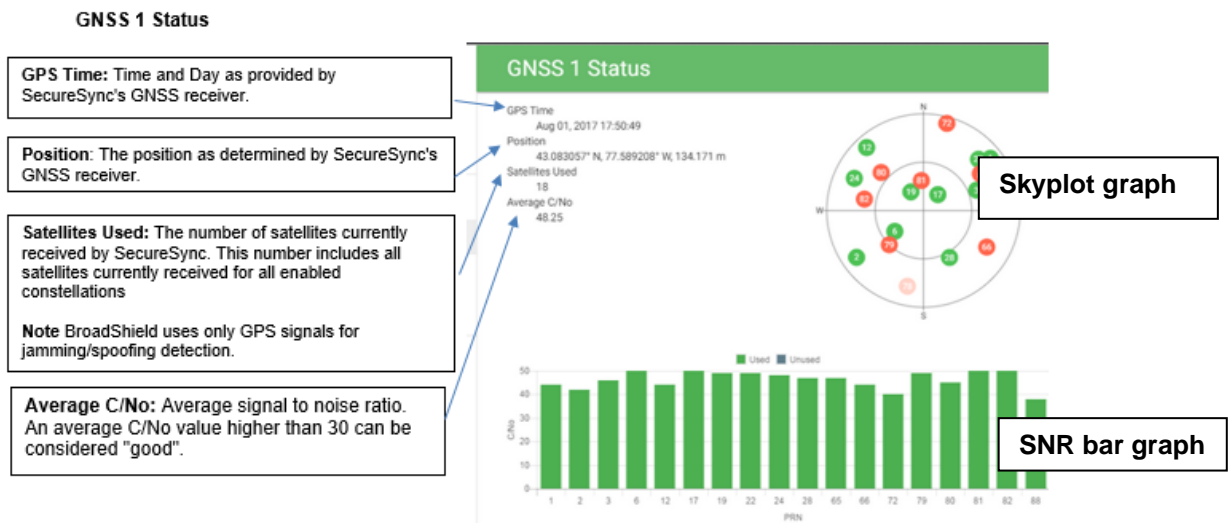 GNSS 1 Status
GPS Time: Time and Day as provided by
SecureSync's GNSS receiver.
Position: The position as determined by SecureSync's
GNSS receiver.
Satellites Used: The number of satellites currently
received by SecureSync. This number includes all
satellites currently received for all enabled
constellations
Note BroadShield uses only GPS signals for
jamming/spoofing detection.
Average C/No: Average signal to noise ratio.
An average C/No value higher than 30 can be
considered "good".
GNSS 1 Status
GPS Time
Aug 01, 2017 17:50:49
Position
43.083057° N, 77.589208° W, 134.171 m
Satellites Used
18
Average C/No
48.25
N
72
12
80
24
81
82
19
17
W
6
79
66
2
28
78
S
Skyplot graph
Used Unused
50
40
30
20
10
0
C/No
1 2 3 6 12 17 19 22 24 28 65 66 72 79 80 81 82 88
PRN
SNR bar graph